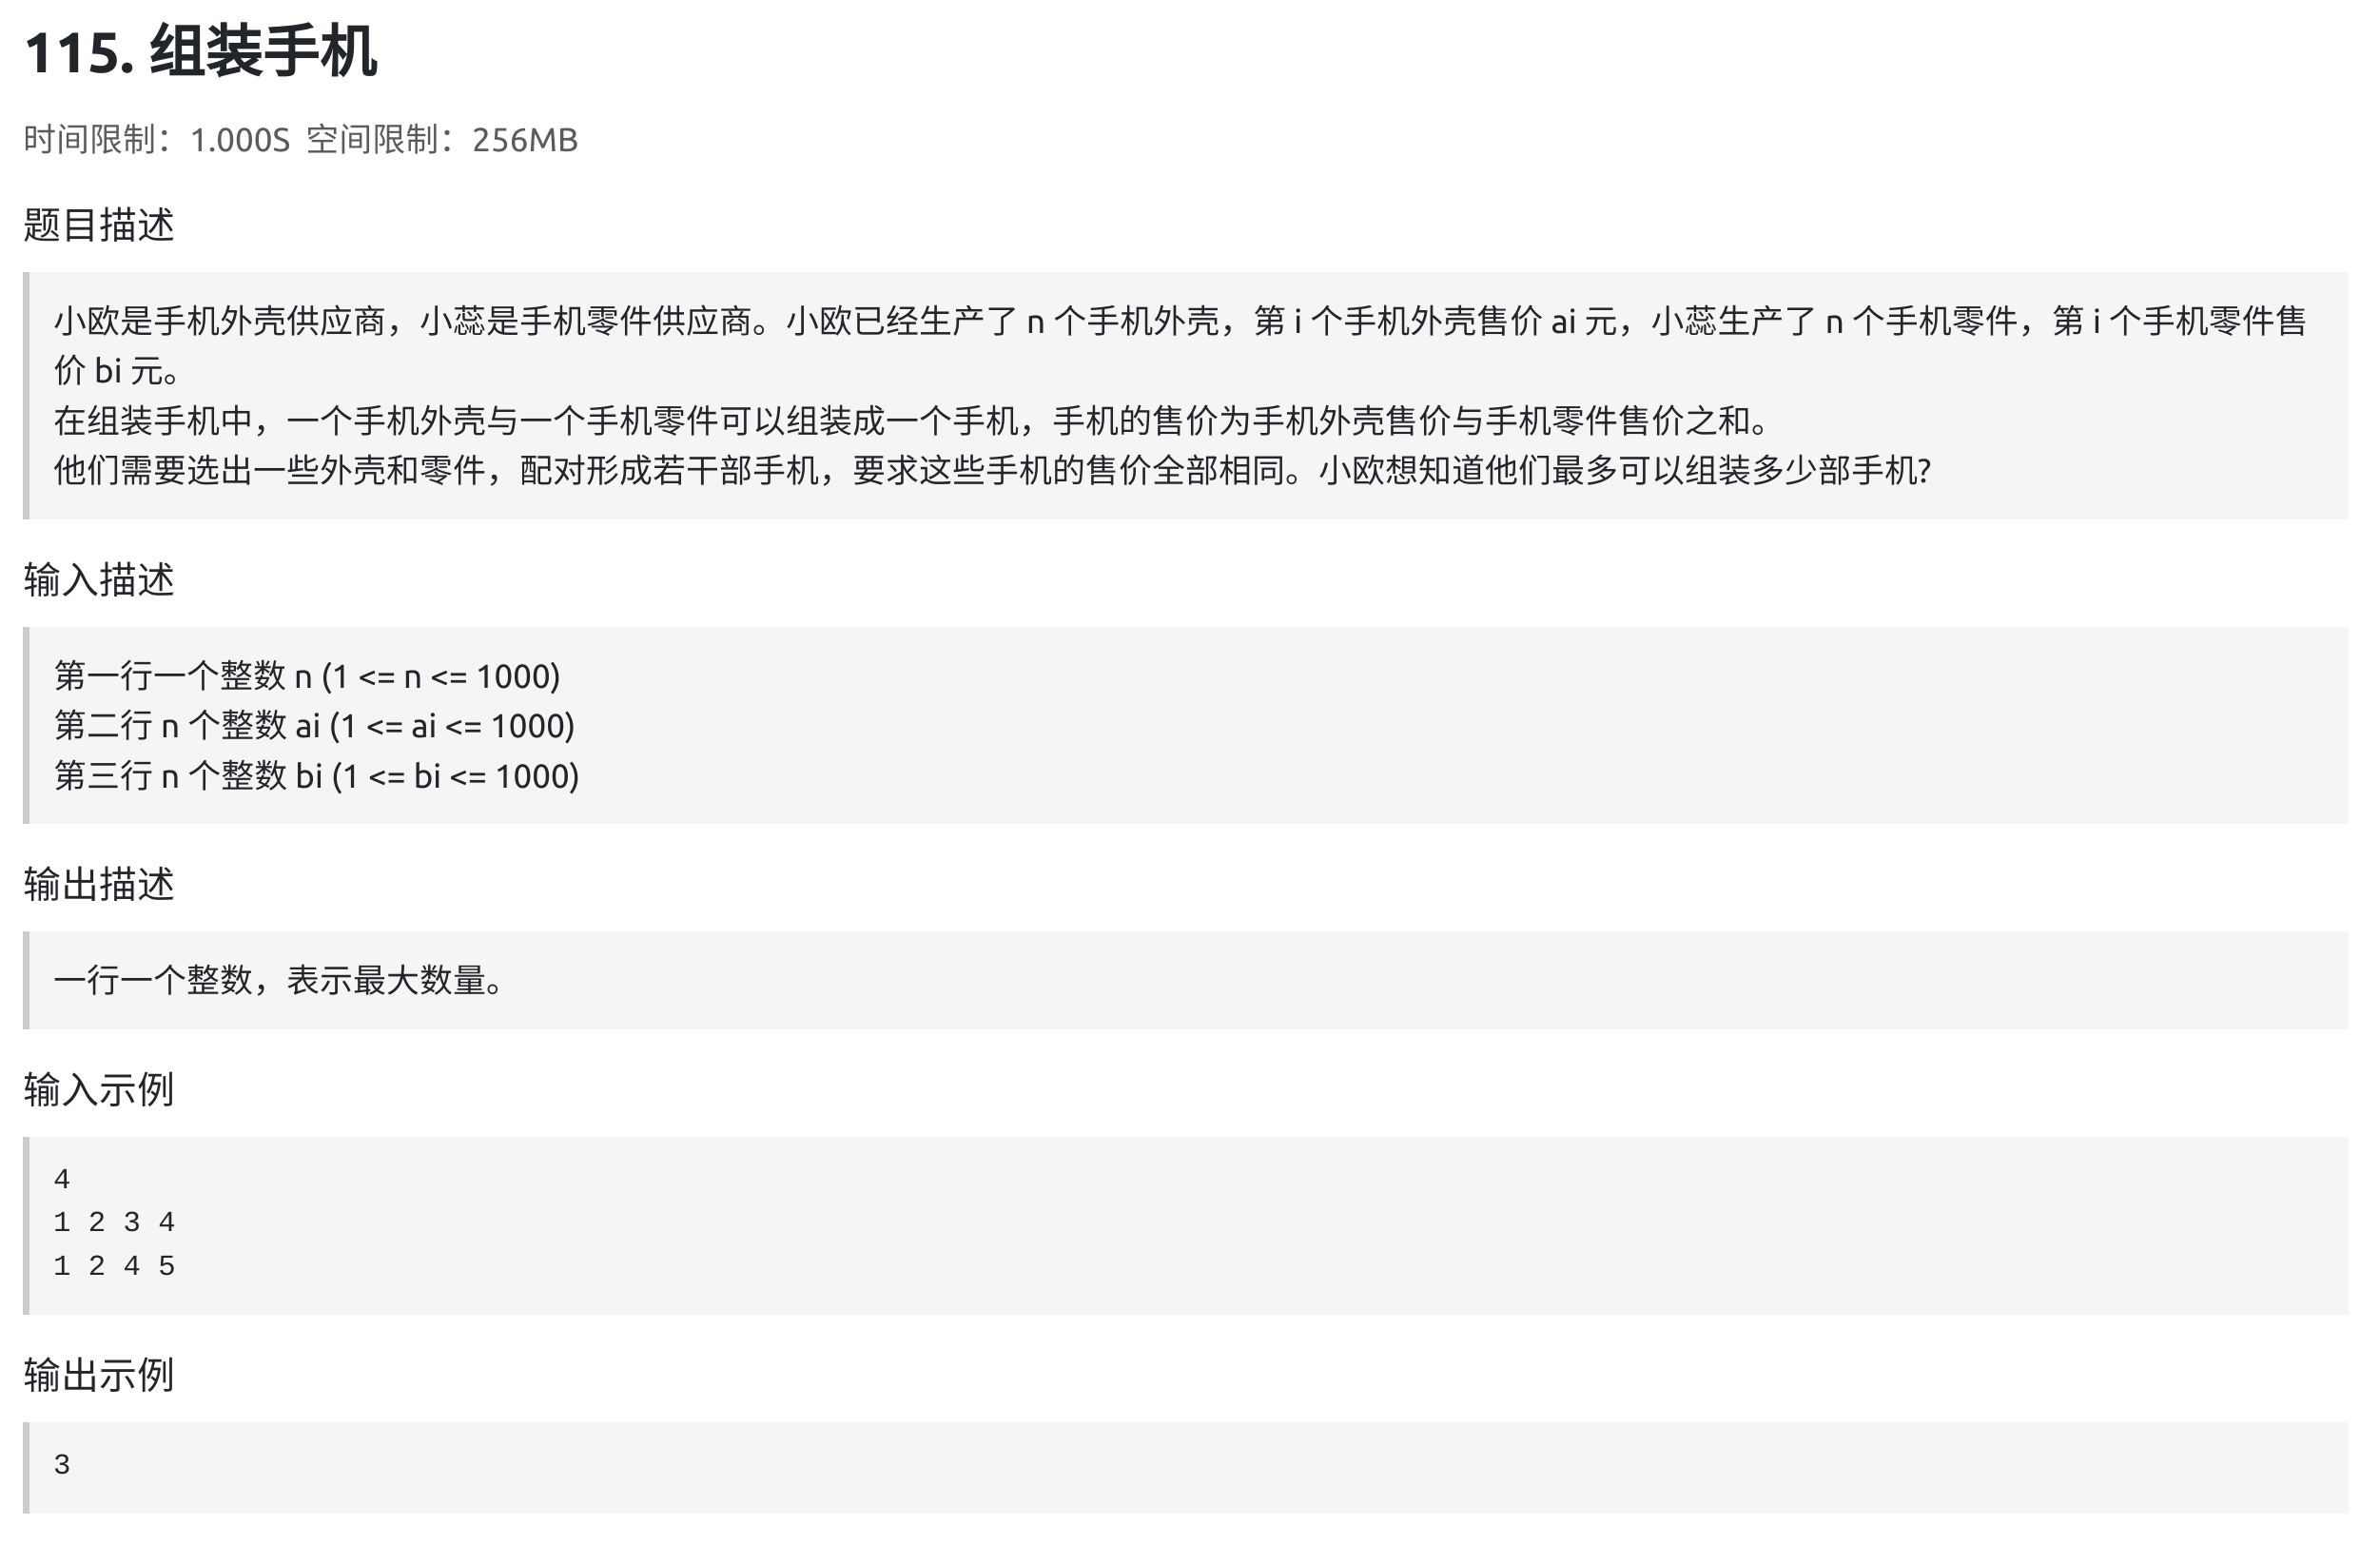 115. 组装手机
时间限制：1.000S 空间限制：256MB
题目描述
小欧是手机外壳供应商，小蕊是手机零件供应商。小欧已经生产了 n 个手机外壳，第 i 个手机外壳售价 ai 元，小蕊生产了 n 个手机零件，第 i 个手机零件售
价 bi 元。
在组装手机中，一个手机外壳与一个手机零件可以组装成一个手机，手机的售价为手机外壳售价与手机零件售价之和。
他们需要选出一些外壳和零件，配对形成若干部手机，要求这些手机的售价全部相同。小欧想知道他们最多可以组装多少部手机?
输入描述
第一行一个整数 n (1 <= n <= 1000)
第二行 n 个整数 ai (1 <= ai <= 1000)
第三行 n 个整数 bi (1 <= bi <= 1000)
输出描述
一行一个整数，表示最大数量。
输入示例
4
1 2 3 4
1 2 4 5
输出示例
3